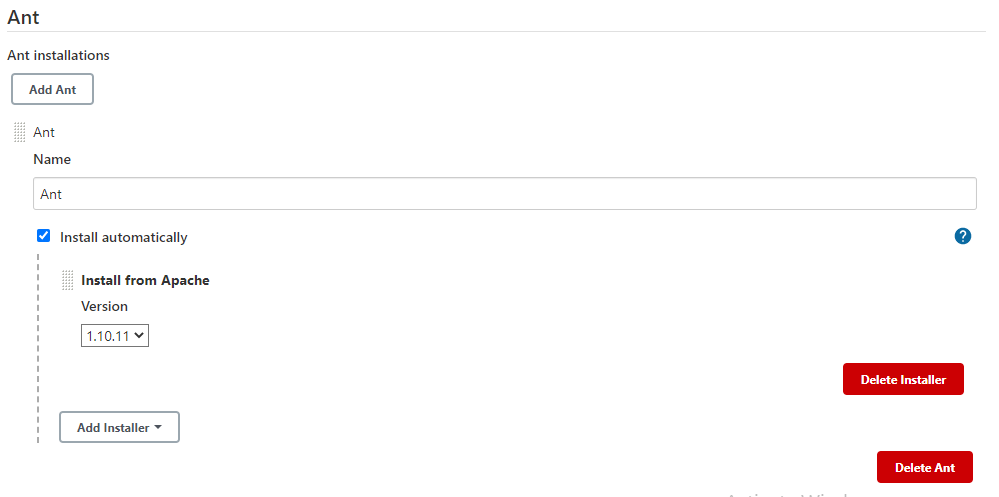 Ant
Ant installations
Add Ant
Ant
Name
Ant
Install automatically
?
Install from Apache
Version
1.10.11
Delete Installer
Add Installer
Delete Ant